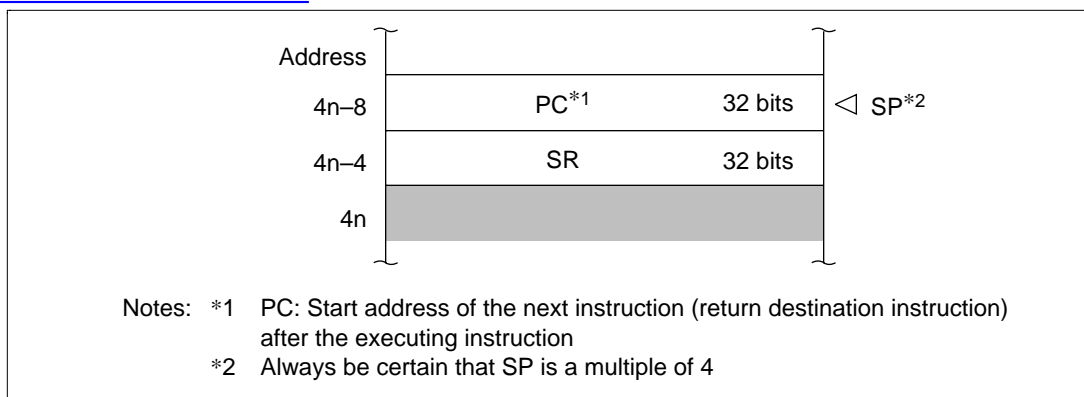 Address
4n–8 PC*1 32 bits ◁ SP*2
4n–4 SR 32 bits
4n
Notes: *1 PC: Start address of the next instruction (return destination instruction)
after the executing instruction
*2 Always be certain that SP is a multiple of 4